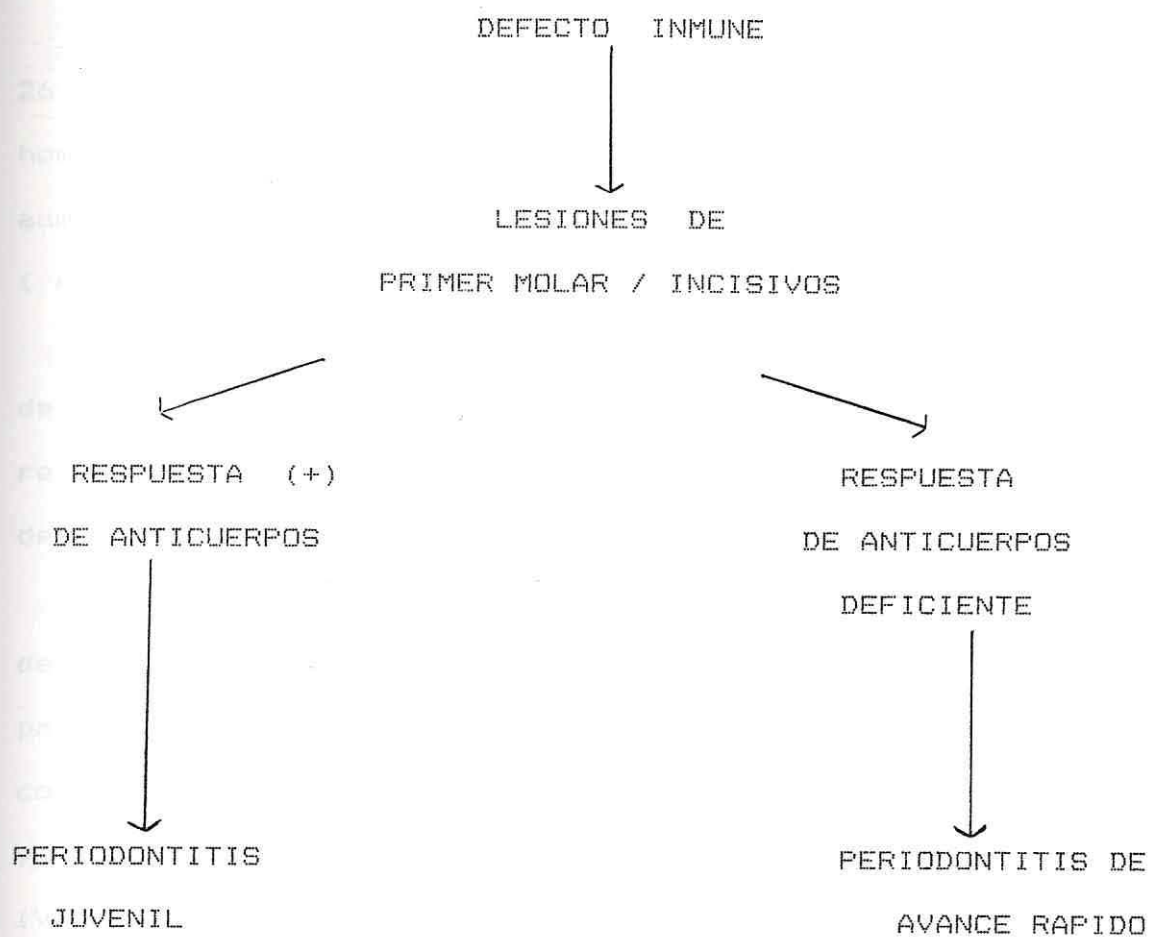 DEFECTO INMUNE
LESIONES DE
PRIMER MOLAR / INCISIVOS
RESPUESTA (+)
DE ANTICUERPOS
RESPUESTA
DE ANTICUERPOS
DEFICIENTE
PERIODONTITIS
JUVENIL
PERIODONTITIS DE
AVANCE RAPIDO